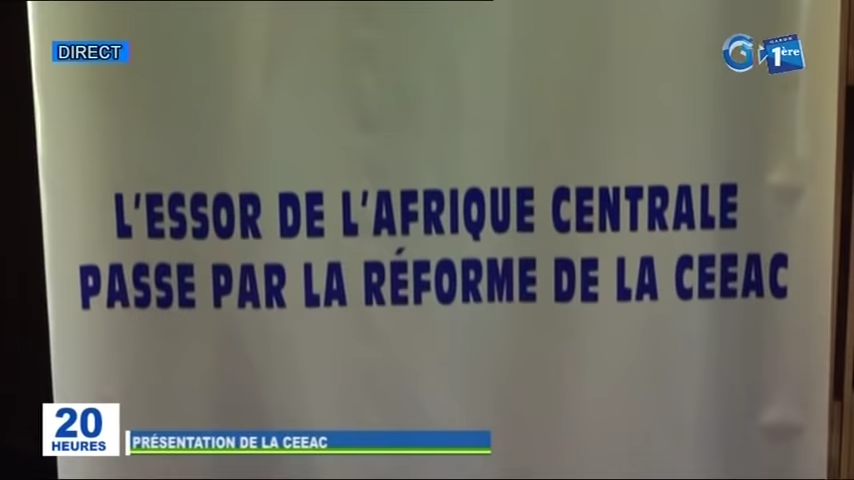 DIRECT
GABON
1ère
L'ESSOR DE L'AFRIQUE CENTRALE
PASSE PAR LA RÉFORME DE LA CEEAC
20
HEURES
PRÉSENTATION DE LA CEEAC